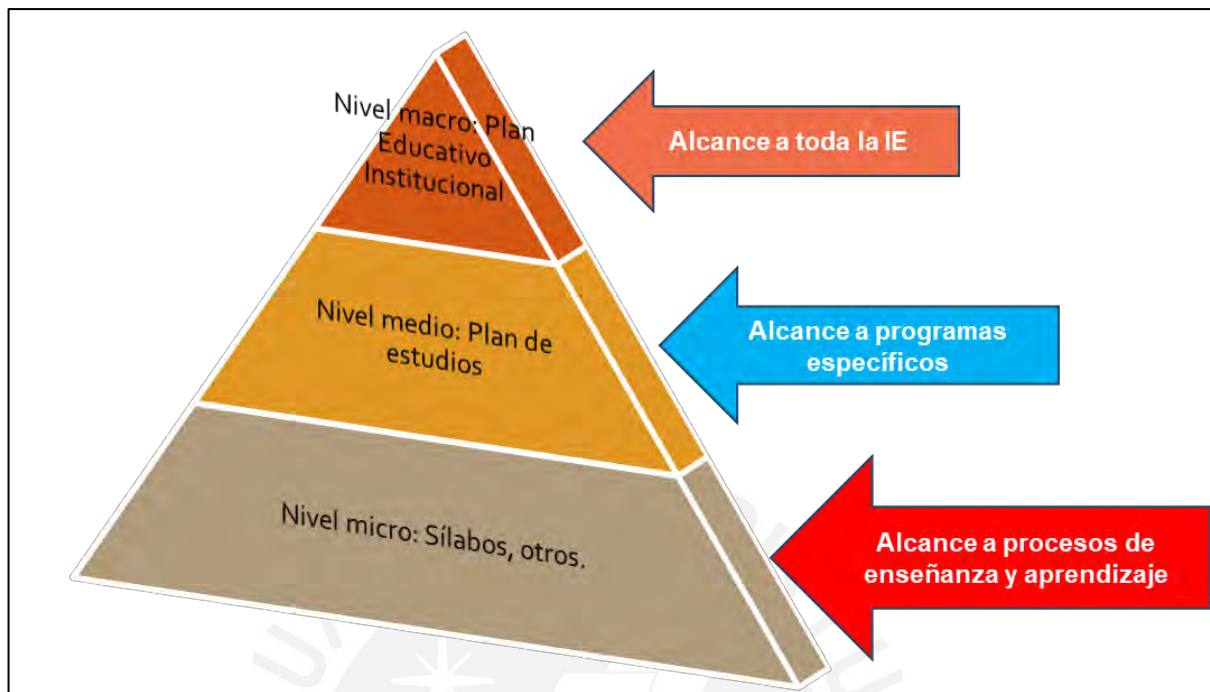 Nivel macro: Plan
Educativo
Institucional
Alcance a toda la IE
Nivel medio: Plan de
estudios
Alcance a programas
específicos
Nivel micro: Sílabos, otros.
Alcance a procesos de
enseñanza y aprendizaje